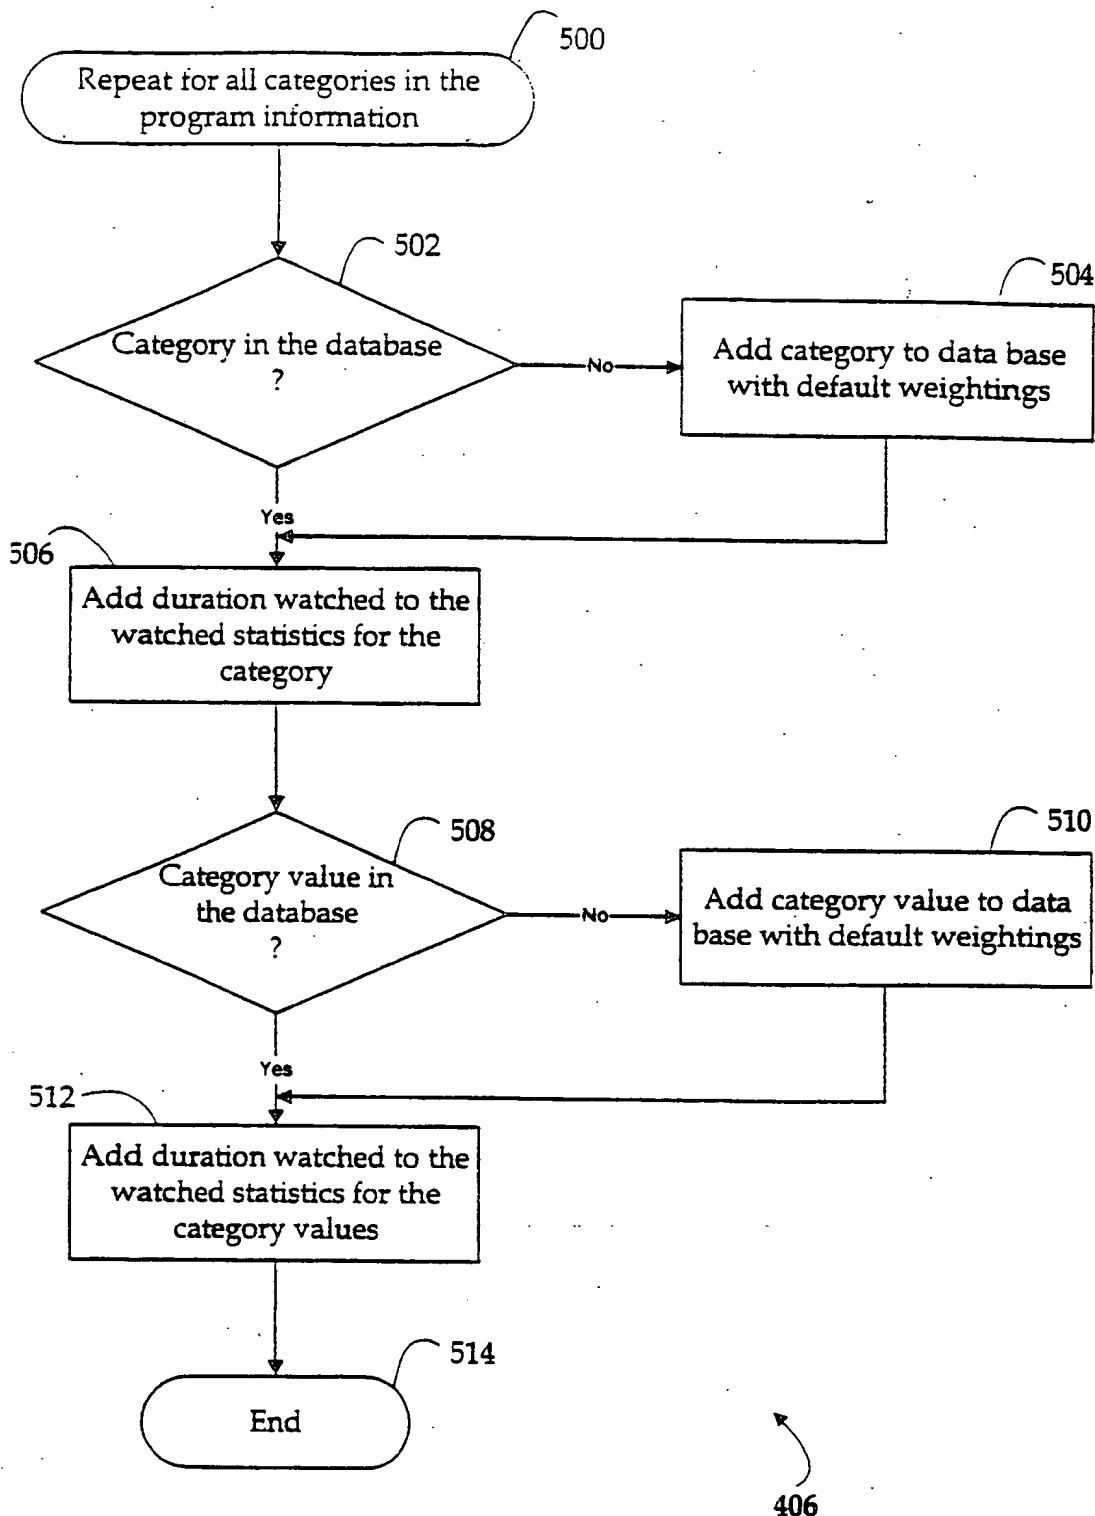 500
Repeat for all categories in the
program information
502
Category in the database
?
No
504
Add category to data base
with default weightings
Yes
506
Add duration watched to the
watched statistics for the
category
508
Category value in
the database
?
No
510
Add category value to data
base with default weightings
Yes
512
Add duration watched to the
watched statistics for the
category values
514
End
406